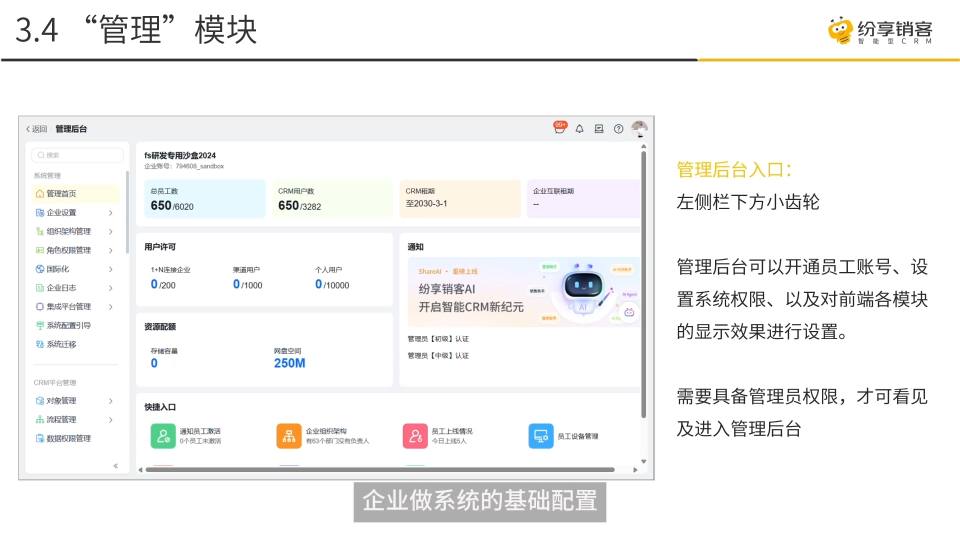 3.4 “管理”模块
纷享销客
智能型CRM
返回 管理后台
99+
搜索
系统管理
管理首页
企业设置
组织架构管理
角色权限管理
国际化
企业日志
集成平台管理
系统配置引导
系统迁移
CRM平台管理
对象管理
流程管理
数据权限管理
fs研发专用沙盒2024
企业账号：794608_sandbox
总员工数
650/6020
CRM用户数
650/3282
CRM租期
至2030-3-1
企业互联租期
--
用户许可
1+N连接企业
0/200
渠道用户
0/1000
个人用户
0/10000
资源配额
存储容量
0
网盘空间
250M
通知
ShareAI · 重磅上线
纷享销客AI
开启智能CRM新纪元
AI
管理员【初级】认证
管理员【中级】认证
快捷入口
通知员工激活
0个员工未激活
企业组织架构
有63个部门没有负责人
员工上线情况
今日上线5人
员工设备管理
管理后台入口：
左侧栏下方小齿轮
管理后台可以开通员工账号、设
置系统权限、以及对前端各模块
的显示效果进行设置。
需要具备管理员权限，才可看见
及进入管理后台
企业做系统的基础配置